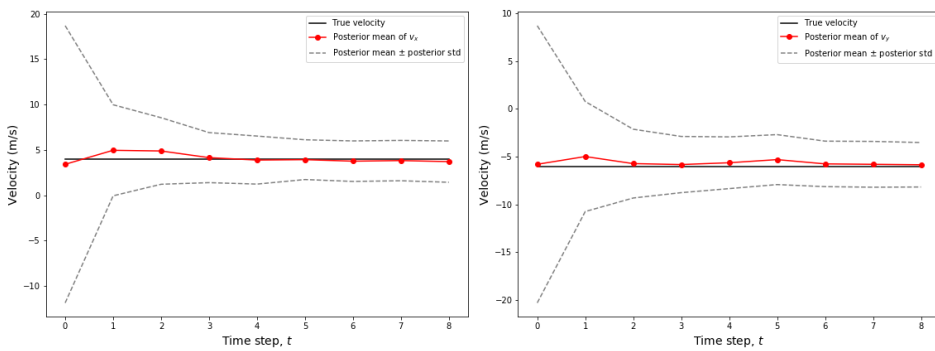 True velocity
Posterior mean of v_x
Posterior mean ± posterior std
20
15
10
5
0
−5
−10
Velocity (m/s)
0 1 2 3 4 5 6 7 8
Time step, t
True velocity
Posterior mean of v_y
Posterior mean ± posterior std
10
5
0
−5
−10
−15
−20
Velocity (m/s)
0 1 2 3 4 5 6 7 8
Time step, t